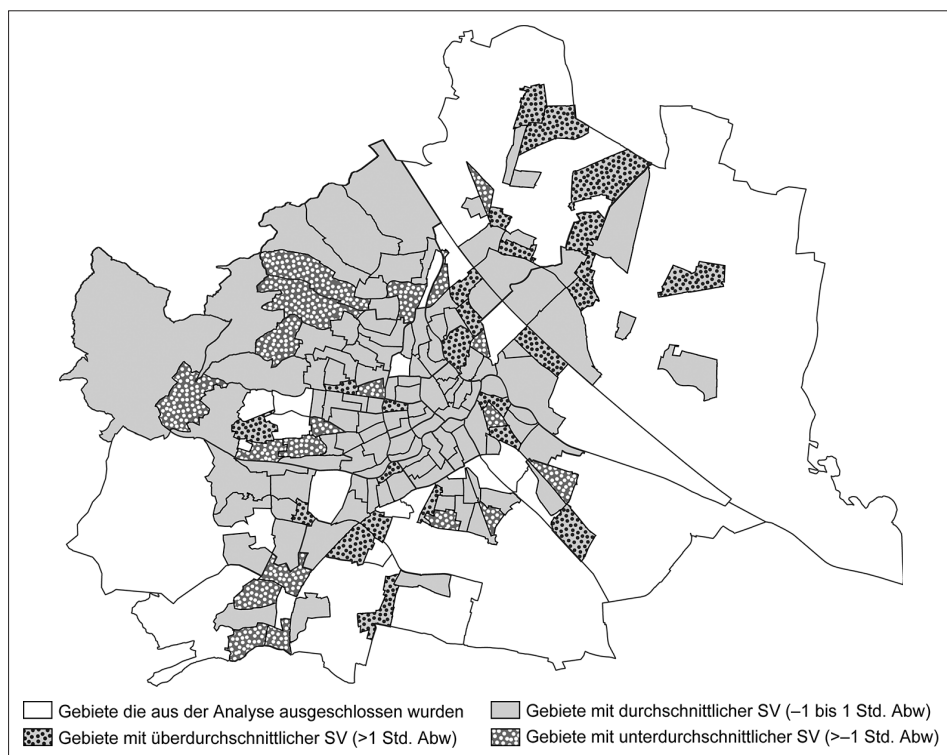 Gebiete die aus der Analyse ausgeschlossen wurden
Gebiete mit überdurchschnittlicher SV (>1 Std. Abw)
Gebiete mit durchschnittlicher SV (–1 bis 1 Std. Abw)
Gebiete mit unterdurchschnittlicher SV (>–1 Std. Abw)